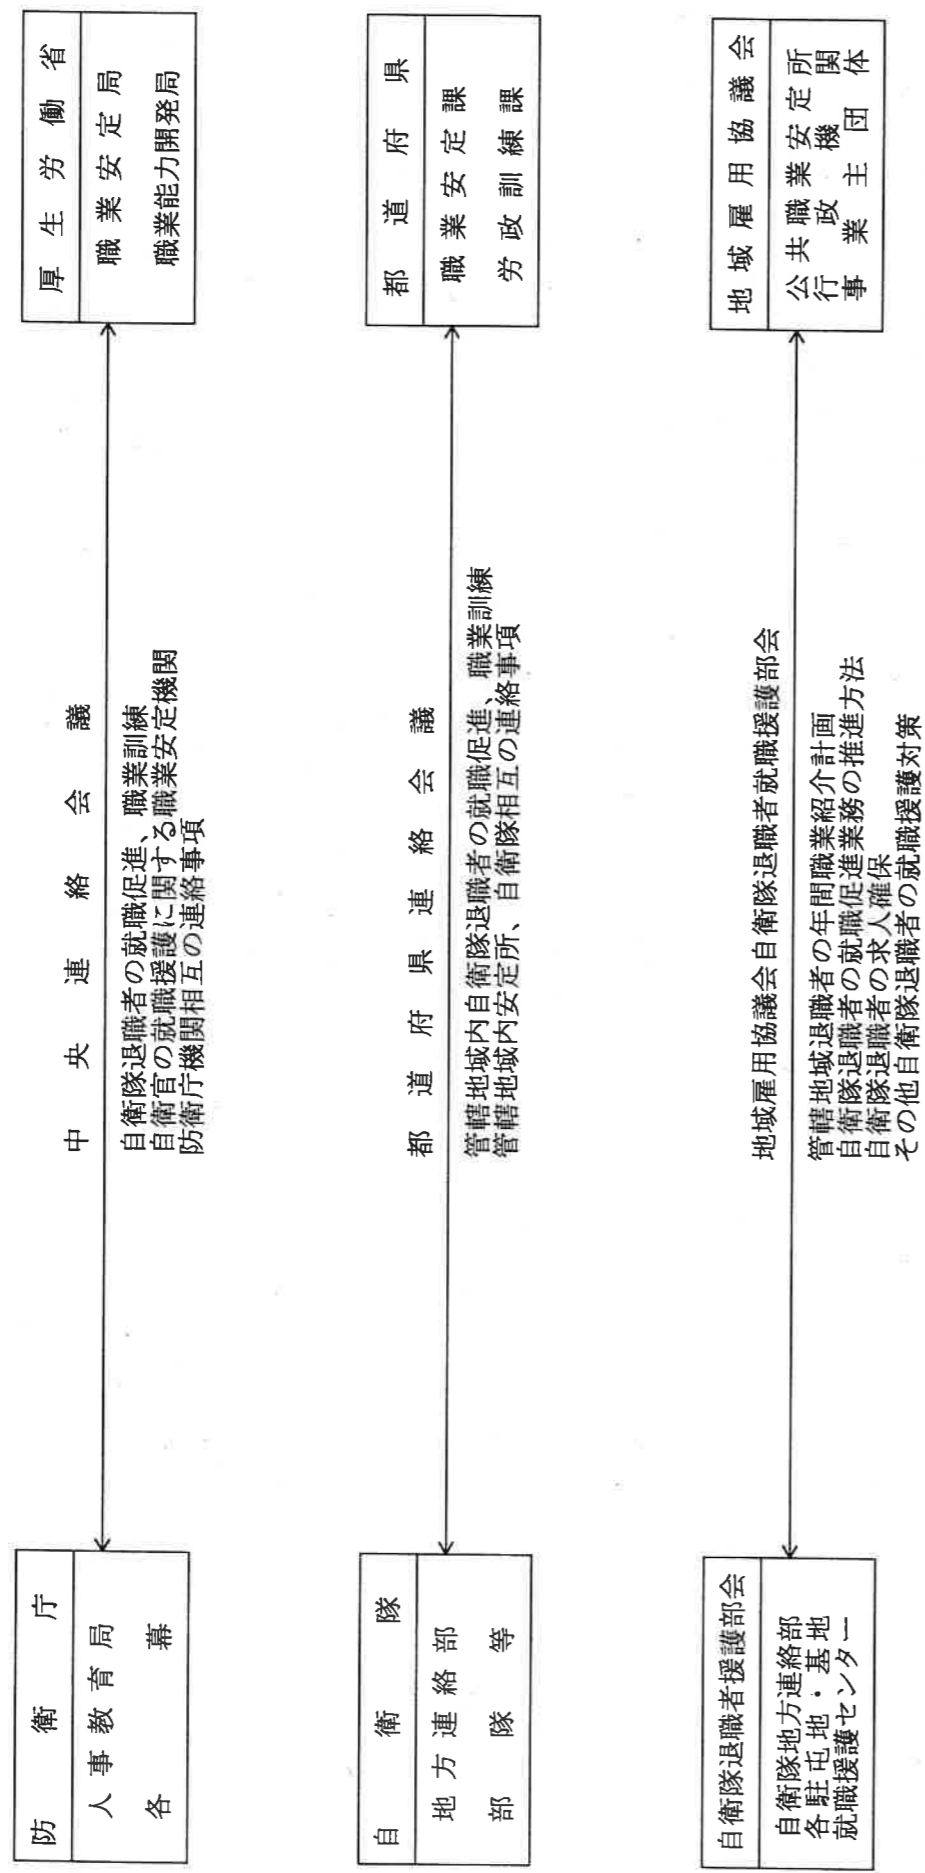 防衛庁
人事教育局
各幕
中央連絡会議
自衛隊退職者の就職促進、職業訓練
自衛官の就職援護に関する職業安定機関
防衛庁機関相互の連絡事項
厚生労働省
職業安定局
職業能力開発局
自衛隊
地方連絡部
部隊等
都道府県連絡会議
管轄地域内自衛隊退職者の就職促進、職業訓練
管轄地域内安定所、自衛隊相互の連絡事項
都道府県
職業安定課
労政訓練課
自衛隊退職者援護部会
自衛隊地方連絡部
各駐屯地・基地
就職援護センター
地域雇用協議会自衛隊退職者就職援護部会
管轄地域退職者の年間職業紹介計画
自衛隊退職者の就職促進業務の推進方法
自衛隊退職者の求人確保
その他自衛隊退職者の就職援護対策
地域雇用協議会
公共職業安定所
行政機関
事業主団体